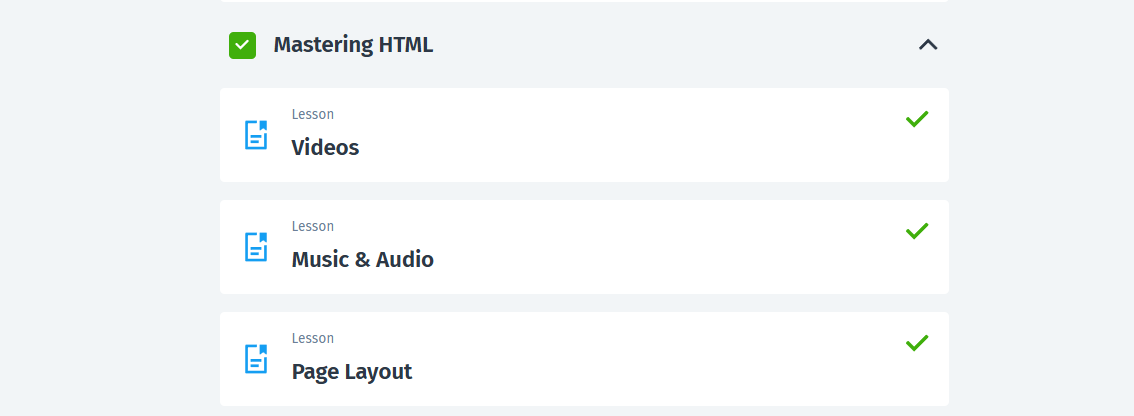 Mastering HTML
Lesson
Videos
Lesson
Music & Audio
Lesson
Page Layout